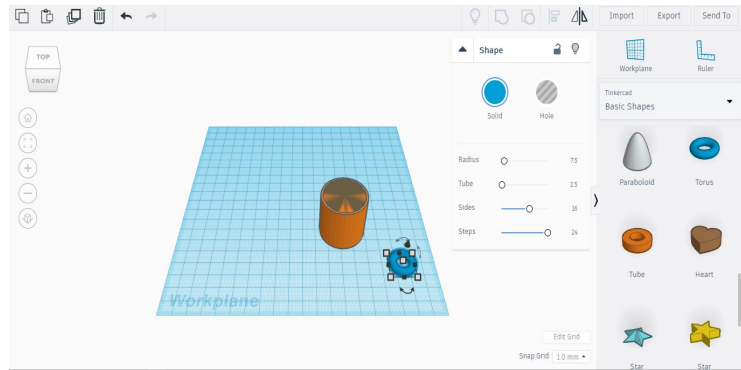 Import Export Send To
TOP
FRONT
Shape
Solid Hole
Radius 7.5
Tube 2.5
Sides 16
Steps 24
Workplane
Edit Grid
Snap Grid 1.0 mm
Workplane Ruler
Tinkercad
Basic Shapes
Paraboloid Torus
Tube Heart
Star Star